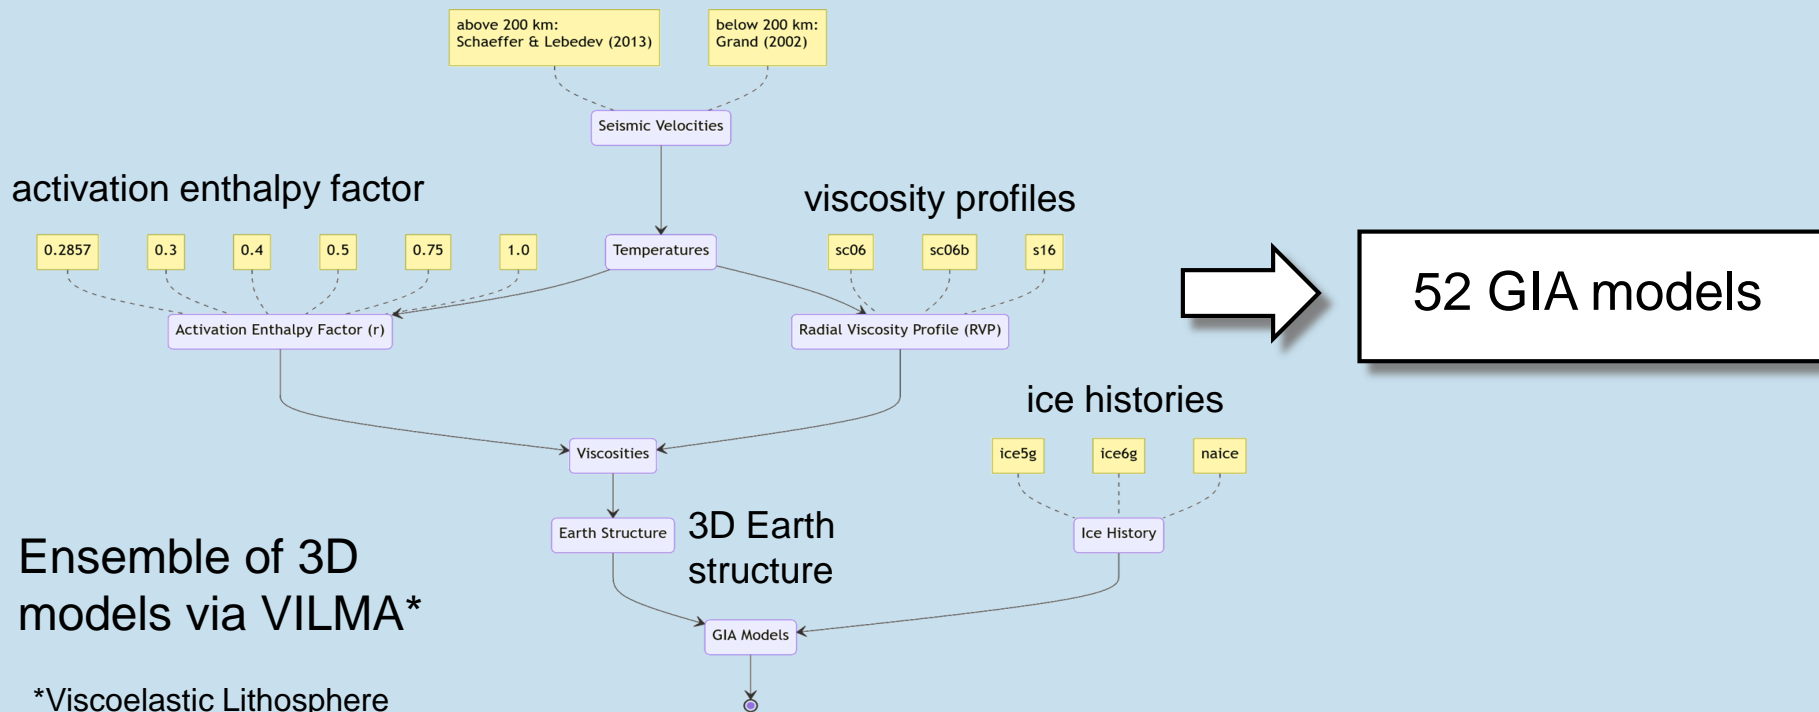 above 200 km:
Schaeffer & Lebedev (2013)
below 200 km:
Grand (2002)
Seismic Velocities
activation enthalpy factor
viscosity profiles
0.2857
0.3
0.4
0.5
0.75
1.0
Temperatures
sc06
sc06b
s16
52 GIA models
Activation Enthalpy Factor (r)
Radial Viscosity Profile (RVP)
ice histories
Viscosities
ice5g
ice6g
naice
Earth Structure
3D Earth
structure
Ice History
Ensemble of 3D
models via VILMA*
GIA Models
*Viscoelastic Lithosphere